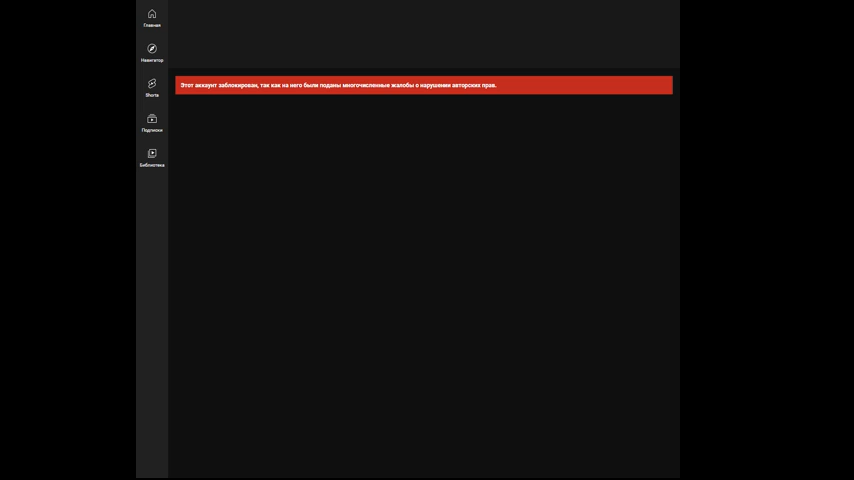 Главная
Навигатор
Shorts
Подписки
Библиотека
Этот аккаунт заблокирован, так как на него были поданы многочисленные жалобы о нарушении авторских прав.